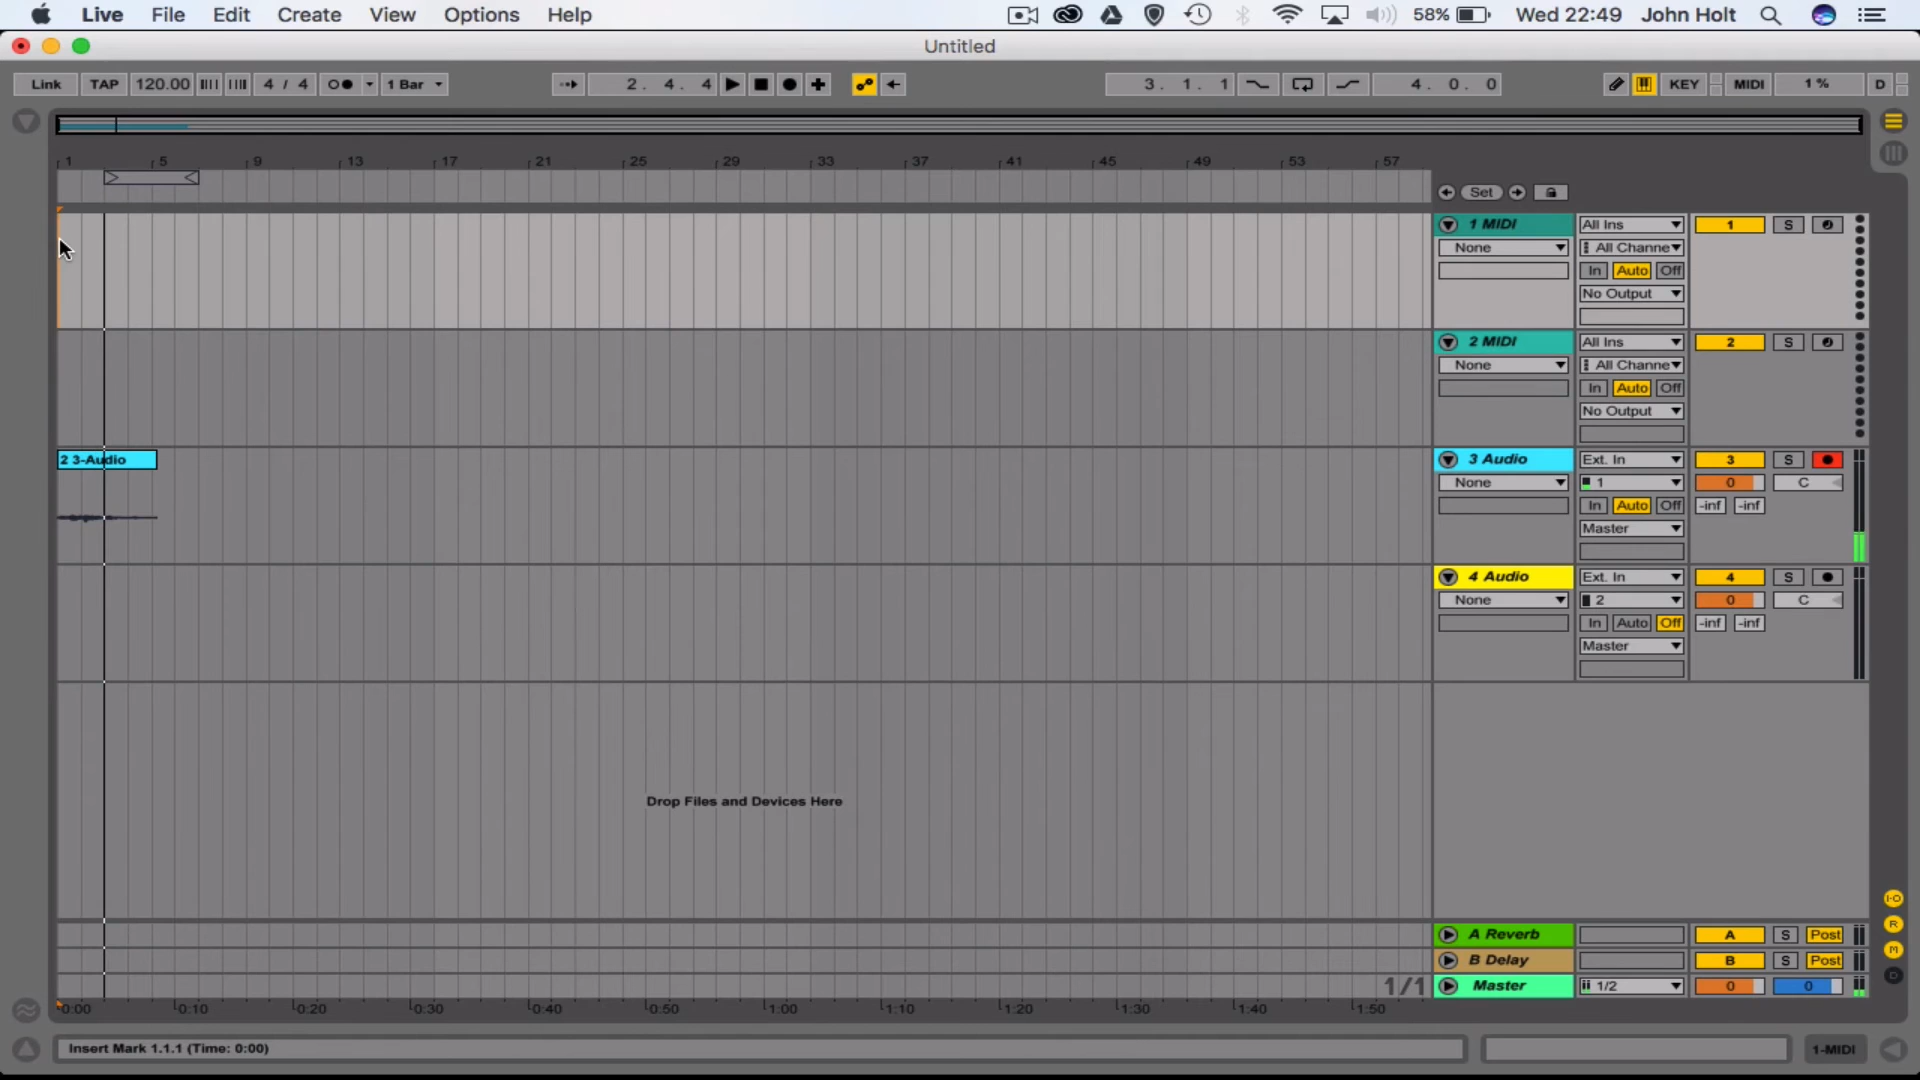 Live File Edit Create View Options Help 58% Wed 22:49 John Holt
Untitled
Link TAP 120.00 4 / 4 1 Bar 2. 4. 4 3. 1. 1 4. 0. 0 KEY MIDI 1 % D
1 5 9 13 17 21 25 29 33 37 41 45 49 53 57
Set
1 MIDI All Ins 1 S
None All Channe
In Auto Off
No Output
2 MIDI All Ins 2 S
None All Channe
In Auto Off
No Output
2 3-Audio 3 Audio Ext. In 3 S
None 1 0 C
In Auto Off -inf -inf
Master
4 Audio Ext. In 4 S
None 2 0 C
In Auto Off -inf -inf
Master
Drop Files and Devices Here
I-O
A Reverb A S Post R
B Delay B S Post M
1/1 Master 1/2 0 0 D
0:00 0:10 0:20 0:30 0:40 0:50 1:00 1:10 1:20 1:30 1:40 1:50
Insert Mark 1.1.1 (Time: 0:00) 1-MIDI